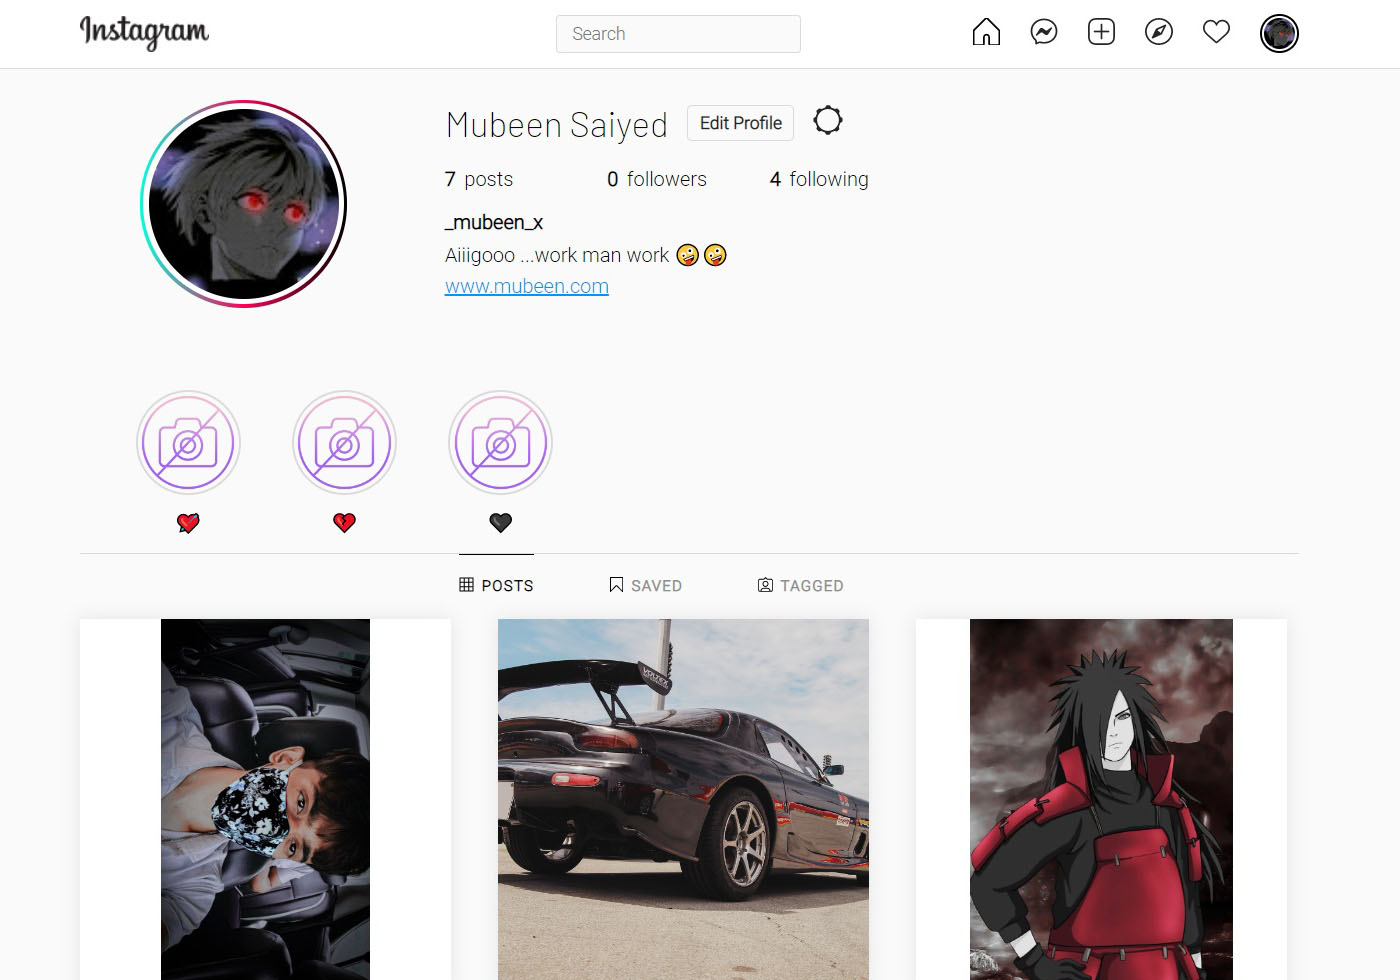 Instagram
Search
Mubeen Saiyed Edit Profile
7 posts 0 followers 4 following
_mubeen_x
Aiiigooo ...work man work 🤪🤪
www.mubeen.com
💘 💔 🖤
POSTS SAVED TAGGED
VOLTEX